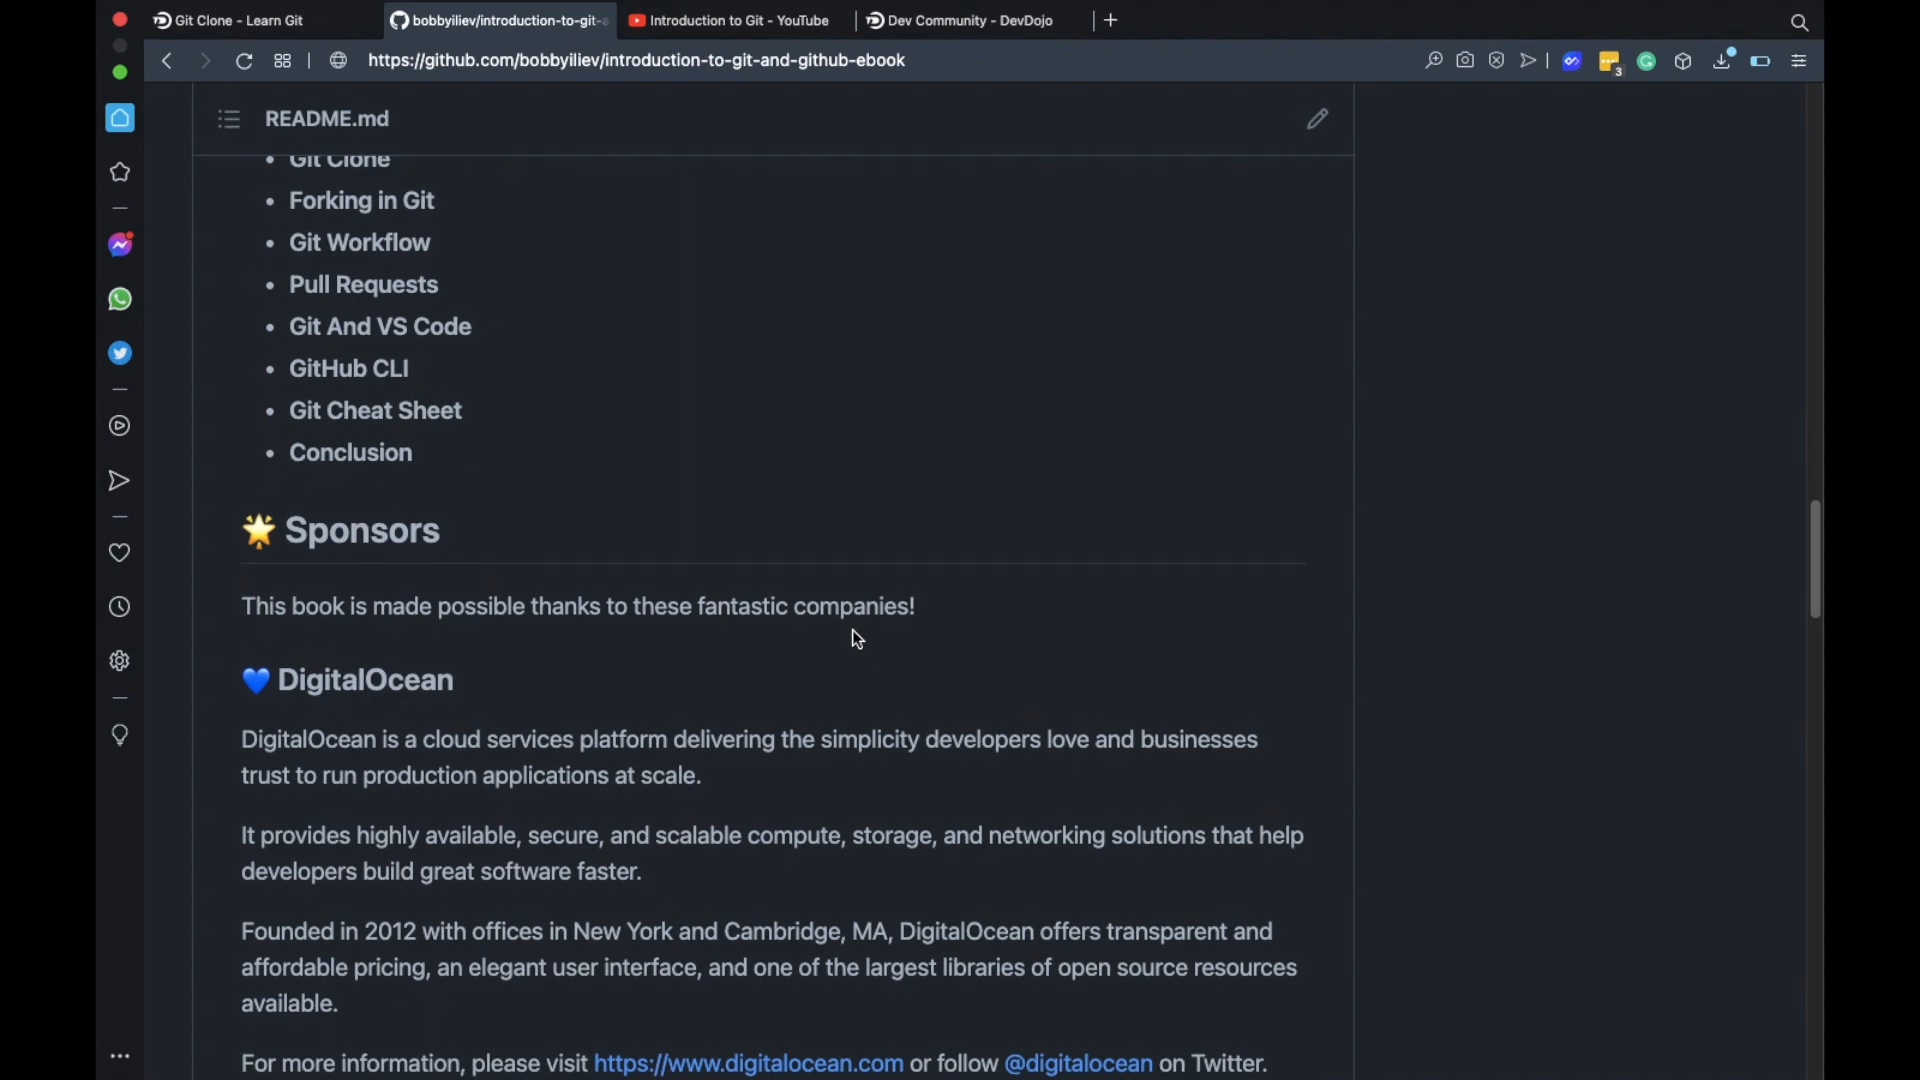 Git Clone - Learn Git
bobbyiliev/introduction-to-git-a
Introduction to Git - YouTube
Dev Community - DevDojo
https://github.com/bobbyiliev/introduction-to-git-and-github-ebook
3
README.md
• Git Clone
• Forking in Git
• Git Workflow
• Pull Requests
• Git And VS Code
• GitHub CLI
• Git Cheat Sheet
• Conclusion
🌟 Sponsors
This book is made possible thanks to these fantastic companies!
💙 DigitalOcean
DigitalOcean is a cloud services platform delivering the simplicity developers love and businesses
trust to run production applications at scale.
It provides highly available, secure, and scalable compute, storage, and networking solutions that help
developers build great software faster.
Founded in 2012 with offices in New York and Cambridge, MA, DigitalOcean offers transparent and
affordable pricing, an elegant user interface, and one of the largest libraries of open source resources
available.
For more information, please visit https://www.digitalocean.com or follow @digitalocean on Twitter.